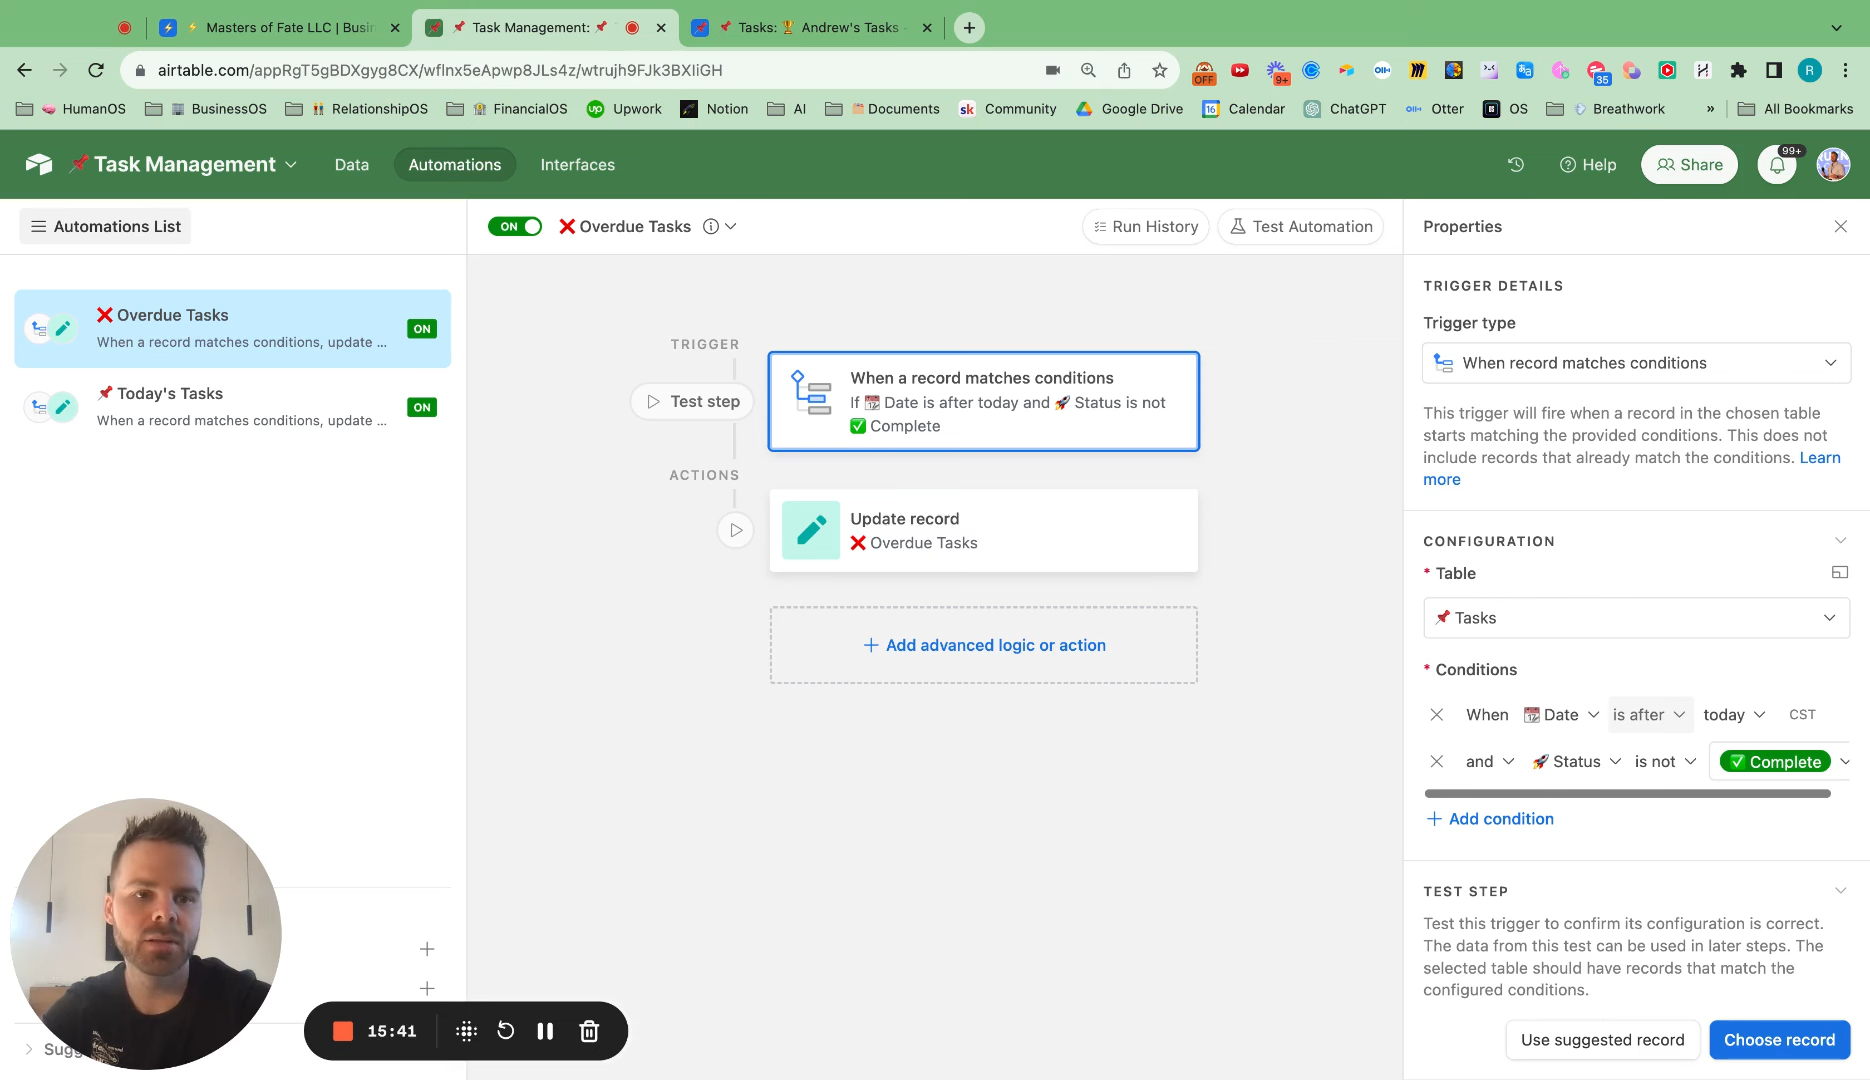 Masters of Fate LLC | Busin
Task Management:
Tasks: 🏆 Andrew's Tasks -
airtable.com/appRgT5gBDXgyg8CX/wflnx5eApwp8JLs4z/wtrujh9FJk3BXIiGH
OFF
9+
35
R
HumanOS
BusinessOS
RelationshipOS
FinancialOS
Upwork
Notion
AI
Documents
Community
Google Drive
Calendar
ChatGPT
Otter
OS
Breathwork
»
All Bookmarks
Task Management
Data
Automations
Interfaces
Help
Share
99+
Automations List
ON
❌ Overdue Tasks
Run History
Test Automation
Properties
❌ Overdue Tasks
When a record matches conditions, update ...
ON
📌 Today's Tasks
When a record matches conditions, update ...
ON
TRIGGER
Test step
When a record matches conditions
If 📆 Date is after today and 🚀 Status is not
✅ Complete
ACTIONS
Update record
❌ Overdue Tasks
+ Add advanced logic or action
TRIGGER DETAILS
Trigger type
When record matches conditions
This trigger will fire when a record in the chosen table
starts matching the provided conditions. This does not
include records that already match the conditions. Learn
more
CONFIGURATION
* Table
📌 Tasks
* Conditions
When 📆 Date is after today CST
and 🚀 Status is not ✅ Complete
+ Add condition
TEST STEP
Test this trigger to confirm its configuration is correct.
The data from this test can be used in later steps. The
selected table should have records that match the
configured conditions.
Use suggested record
Choose record
15:41